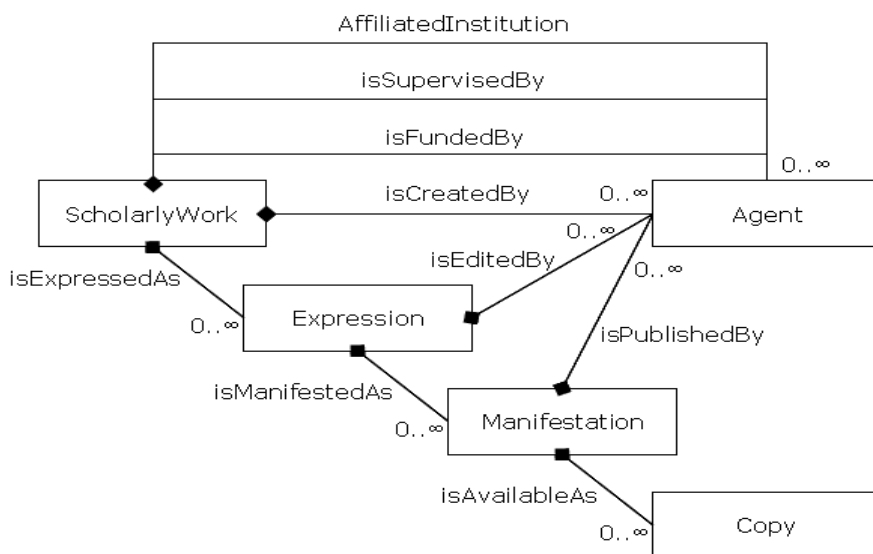 AffiliatedInstitution
isSupervisedBy
isFundedBy
0..∞
isCreatedBy
0..∞
ScholarlyWork
Agent
0..∞
isEditedBy
0..∞
isExpressedAs
0..∞
Expression
isPublishedBy
isManifestedAs
0..∞
Manifestation
isAvailableAs
0..∞
Copy